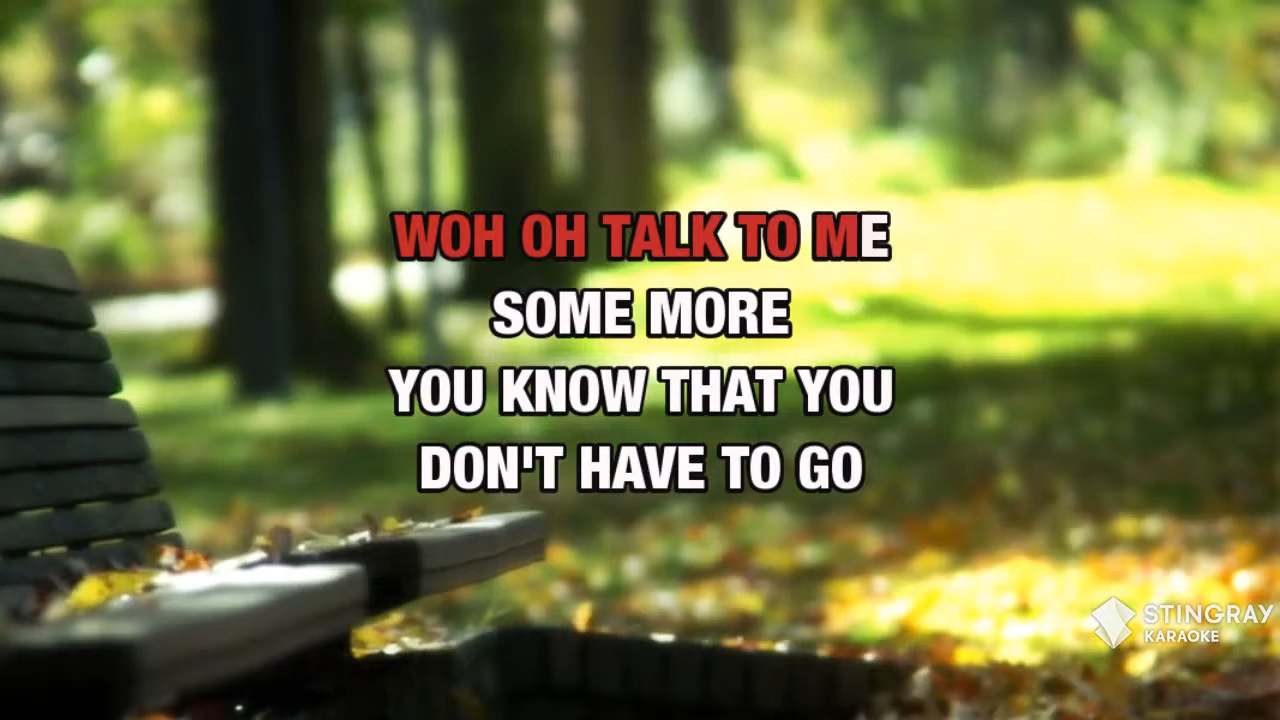 WOH OH TALK TO ME
SOME MORE
YOU KNOW THAT YOU
DON'T HAVE TO GO
STINGRAY
KARAOKE